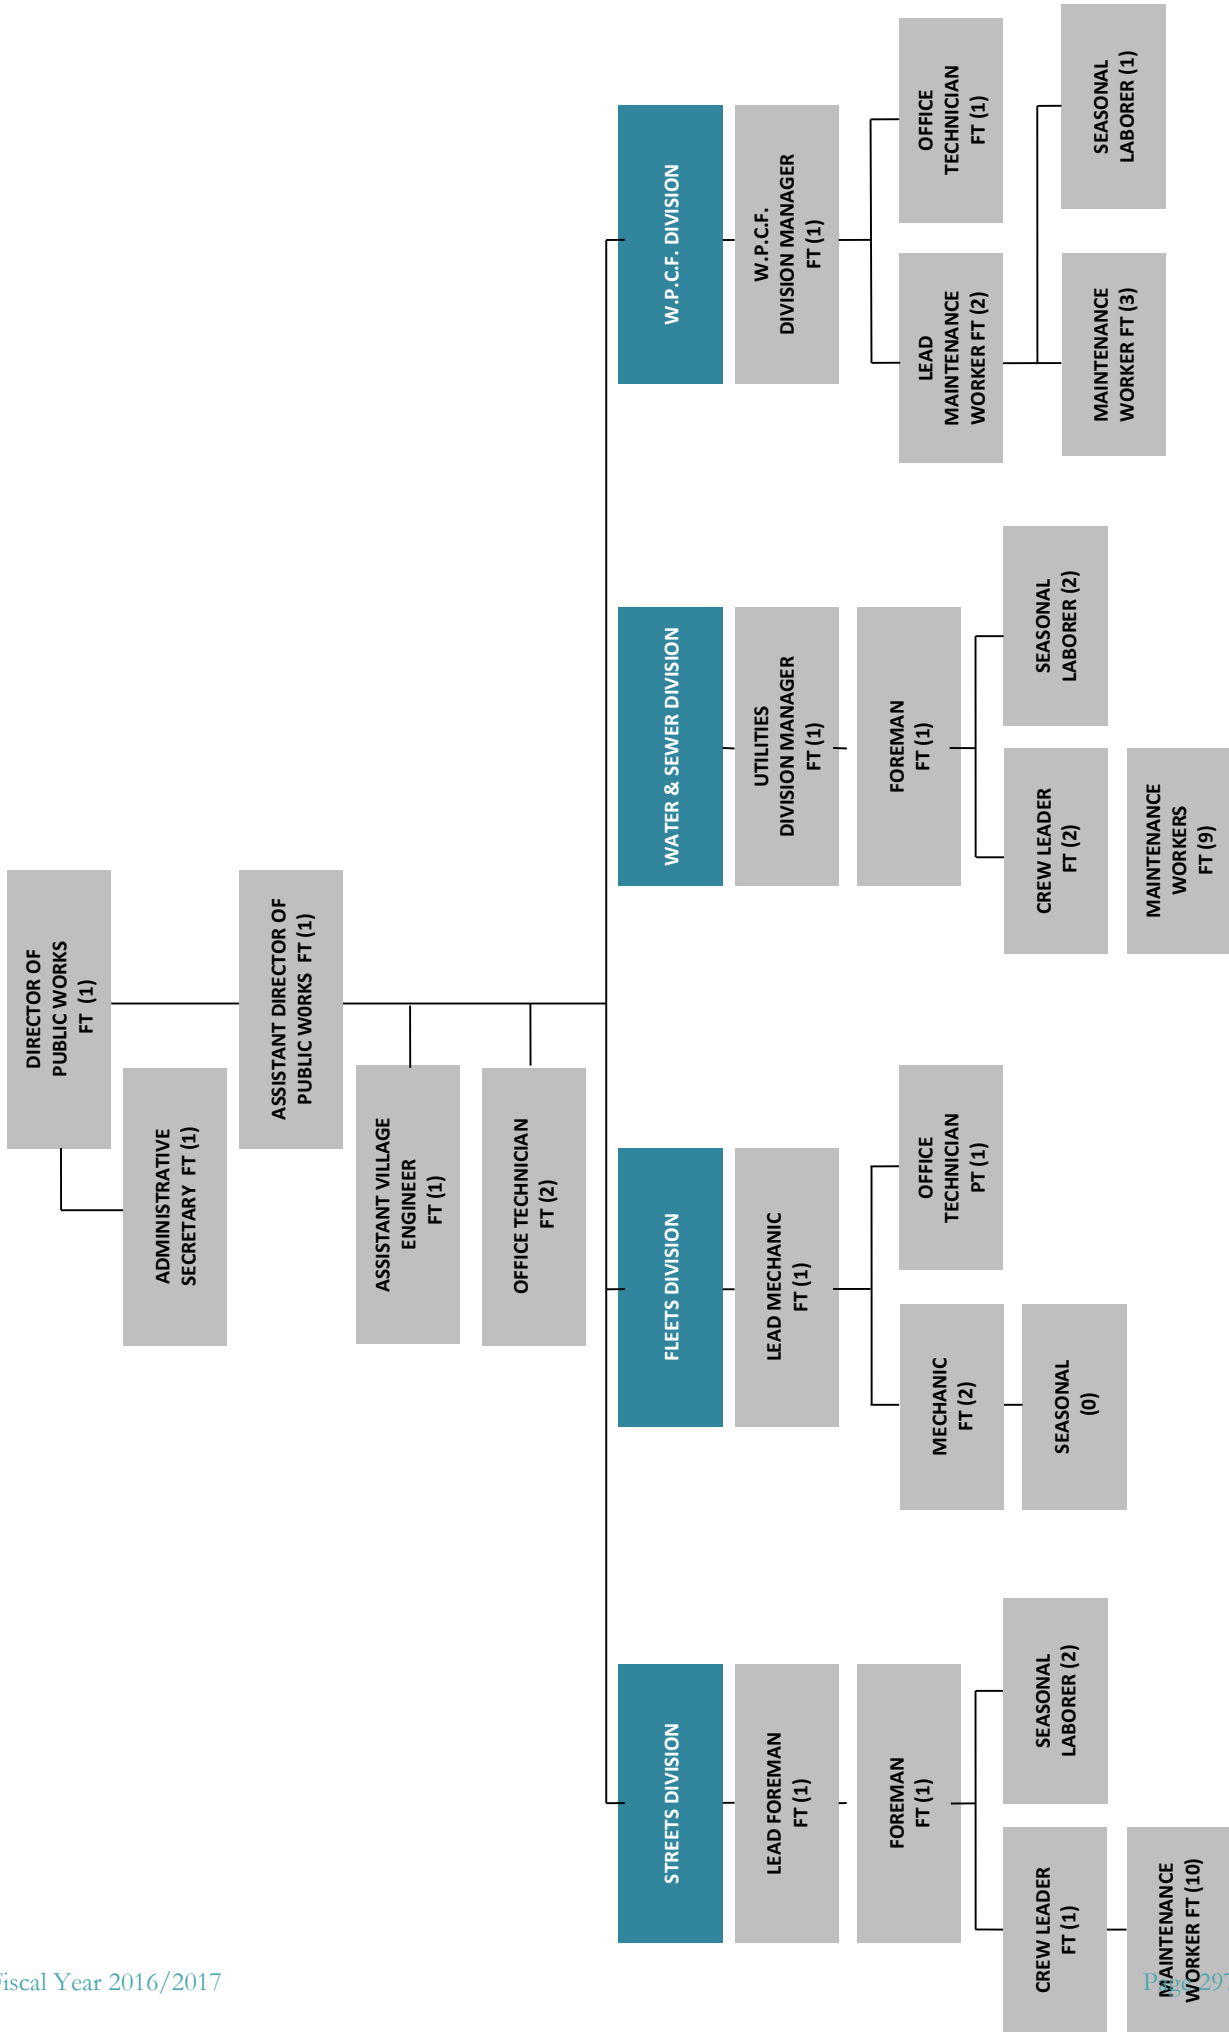 DIRECTOR OF
PUBLIC WORKS
FT (1)
ADMINISTRATIVE
SECRETARY FT (1)
ASSISTANT DIRECTOR OF
PUBLIC WORKS FT (1)
ASSISTANT VILLAGE
ENGINEER
FT (1)
OFFICE TECHNICIAN
FT (2)
STREETS DIVISION
LEAD FOREMAN
FT (1)
FOREMAN
FT (1)
CREW LEADER
FT (1)
SEASONAL
LABORER (2)
MAINTENANCE
WORKER FT (10)
FLEETS DIVISION
LEAD MECHANIC
FT (1)
MECHANIC
FT (2)
OFFICE
TECHNICIAN
PT (1)
SEASONAL
(0)
WATER & SEWER DIVISION
UTILITIES
DIVISION MANAGER
FT (1)
FOREMAN
FT (1)
CREW LEADER
FT (2)
SEASONAL
LABORER (2)
MAINTENANCE
WORKERS
FT (9)
W.P.C.F. DIVISION
W.P.C.F.
DIVISION MANAGER
FT (1)
LEAD
MAINTENANCE
WORKER FT (2)
OFFICE
TECHNICIAN
FT (1)
MAINTENANCE
WORKER FT (3)
SEASONAL
LABORER (1)
Fiscal Year 2016/2017
Page 297